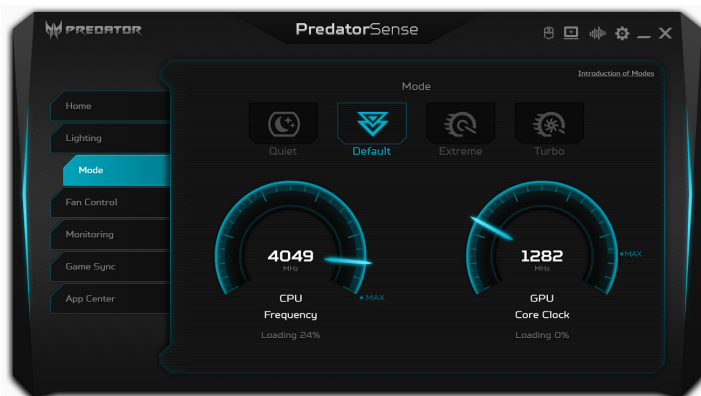 PREDATOR
PredatorSense
Introduction of Modes
Mode
Home
Lighting
Mode
Fan Control
Monitoring
Game Sync
App Center
Quiet
Default
Extreme
Turbo
4049
MHz
MAX
CPU
Frequency
Loading 24%
1282
MHz
MAX
GPU
Core Clock
Loading 0%